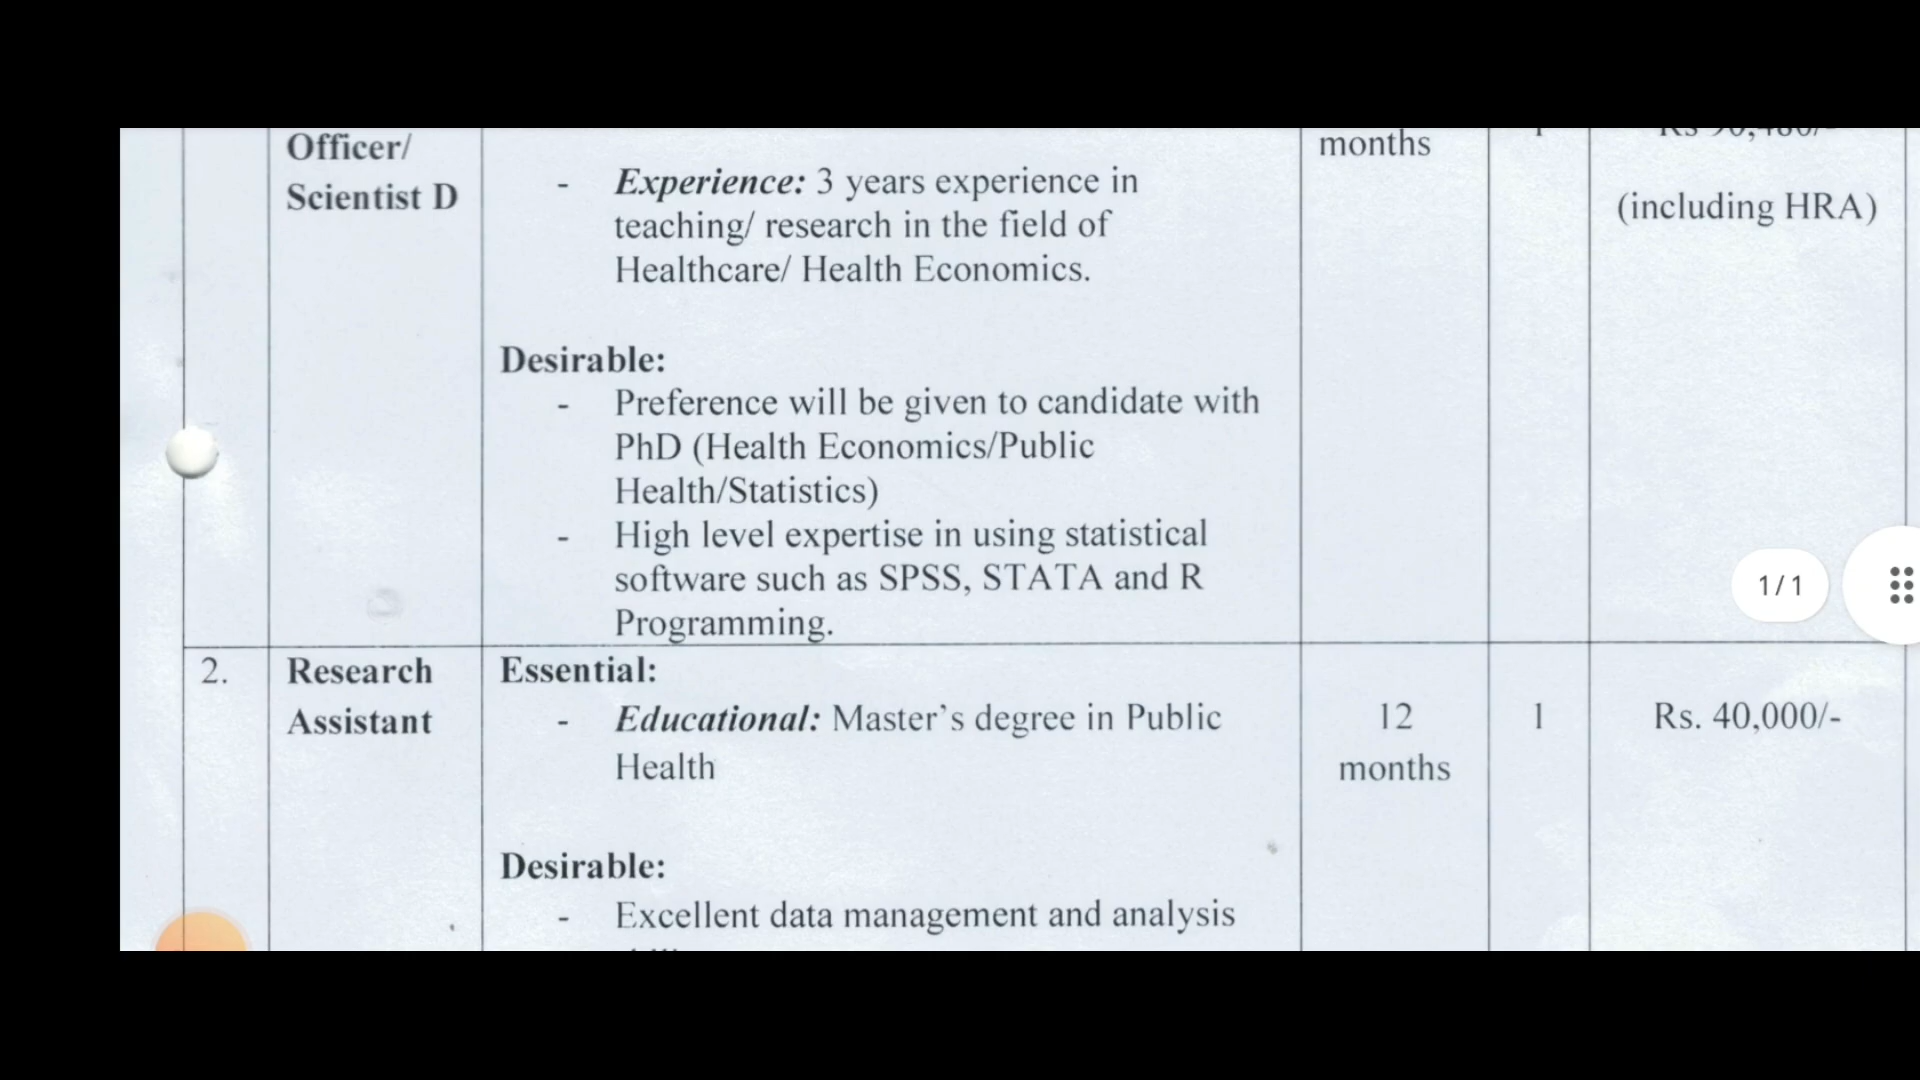 Officer/
Scientist D
months
(including HRA)
- Experience: 3 years experience in
teaching/ research in the field of
Healthcare/ Health Economics.
Desirable:
- Preference will be given to candidate with
PhD (Health Economics/Public
Health/Statistics)
- High level expertise in using statistical
software such as SPSS, STATA and R
Programming.
1/1
2.
Research
Assistant
Essential:
- Educational: Master's degree in Public
Health
12
months
1
Rs. 40,000/-
Desirable:
- Excellent data management and analysis